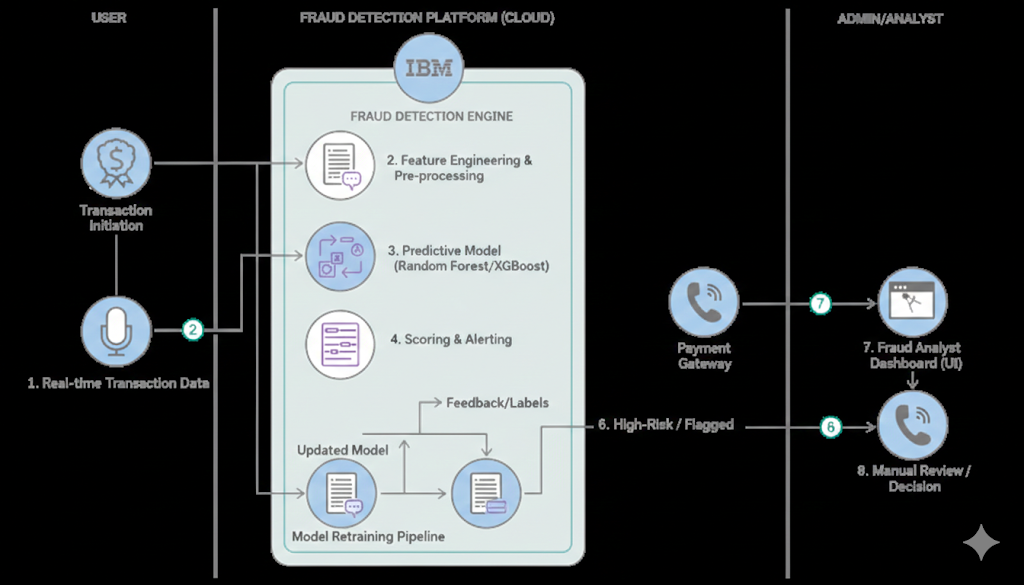 USER
FRAUD DETECTION PLATFORM (CLOUD)
ADMIN/ANALYST
IBM
FRAUD DETECTION ENGINE
2. Feature Engineering &
Pre-processing
Transaction
Initiation
3. Predictive Model
(Random Forest/XGBoost)
2
1. Real-time Transaction Data
4. Scoring & Alerting
7
Payment
Gateway
7. Fraud Analyst
Dashboard (UI)
Feedback/Labels
6. High-Risk / Flagged
6
Updated Model
8. Manual Review /
Decision
Model Retraining Pipeline